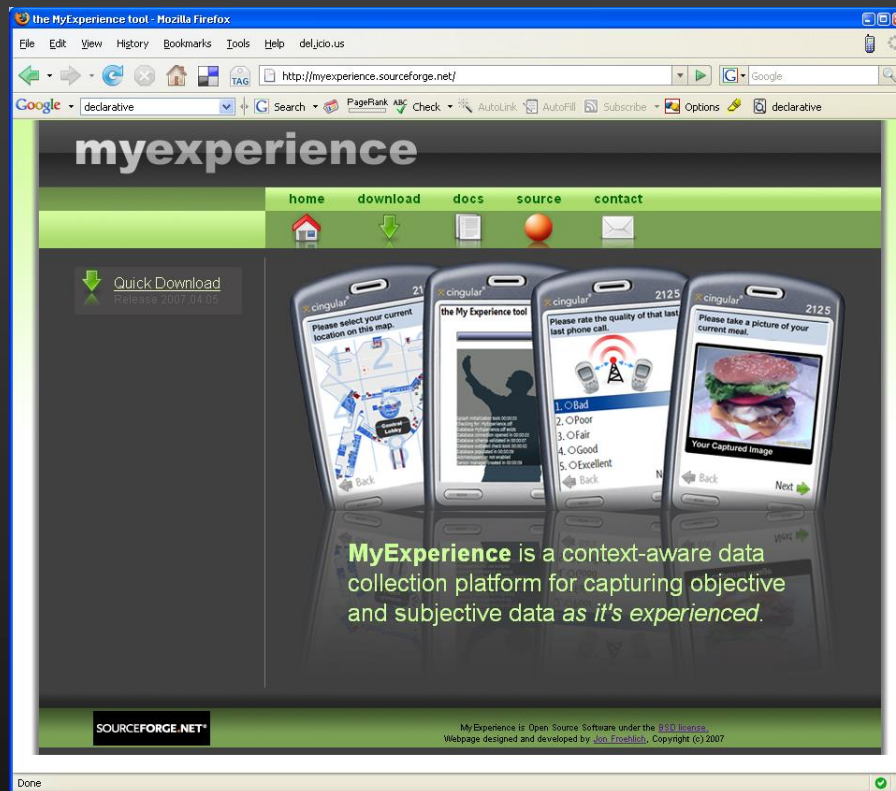 the MyExperience tool - Mozilla Firefox
File Edit View History Bookmarks Tools Help del.icio.us
TAG http://myexperience.sourceforge.net/ G Google
Google declarative G Search PageRank ABC Check AutoLink AutoFill Subscribe Options declarative
myexperience
home download docs source contact
Quick Download
Release 2007.04.05
cingular 21
Please select your current
location on this map.
1 2
Central
Lobby
Back
cingular
the My Experience tool
cingular 2125
Please rate the quality of that last
last phone call.
1. Bad
2. Poor
3. Fair
4. Good
5. Excellent
Back N
cingular 2125
Please take a picture of your
current meal.
Your Captured Image
Back Next
MyExperience is a context-aware data
collection platform for capturing objective
and subjective data as it's experienced.
SOURCEFORGE.NET®
MyExperience is Open Source Software under the BSD license.
Webpage designed and developed by Jon Froehlich, Copyright (c) 2007
Done